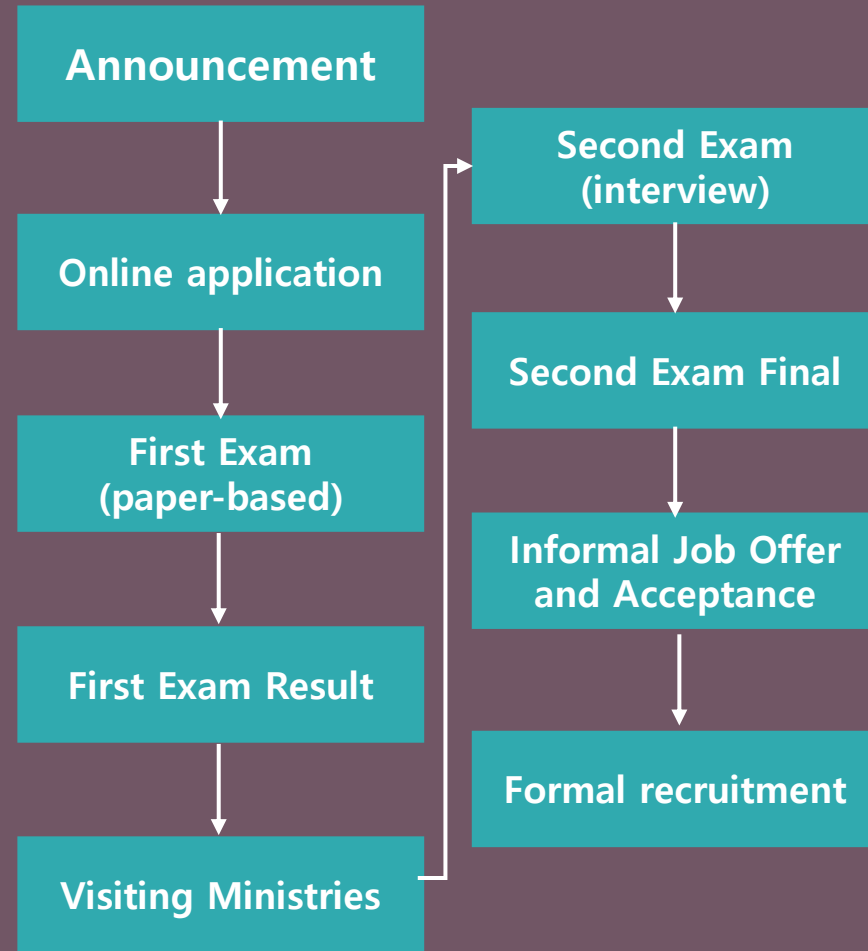 Announcement
Online application
First Exam
(paper-based)
First Exam Result
Visiting Ministries
Second Exam
(interview)
Second Exam Final
Informal Job Offer
and Acceptance
Formal recruitment